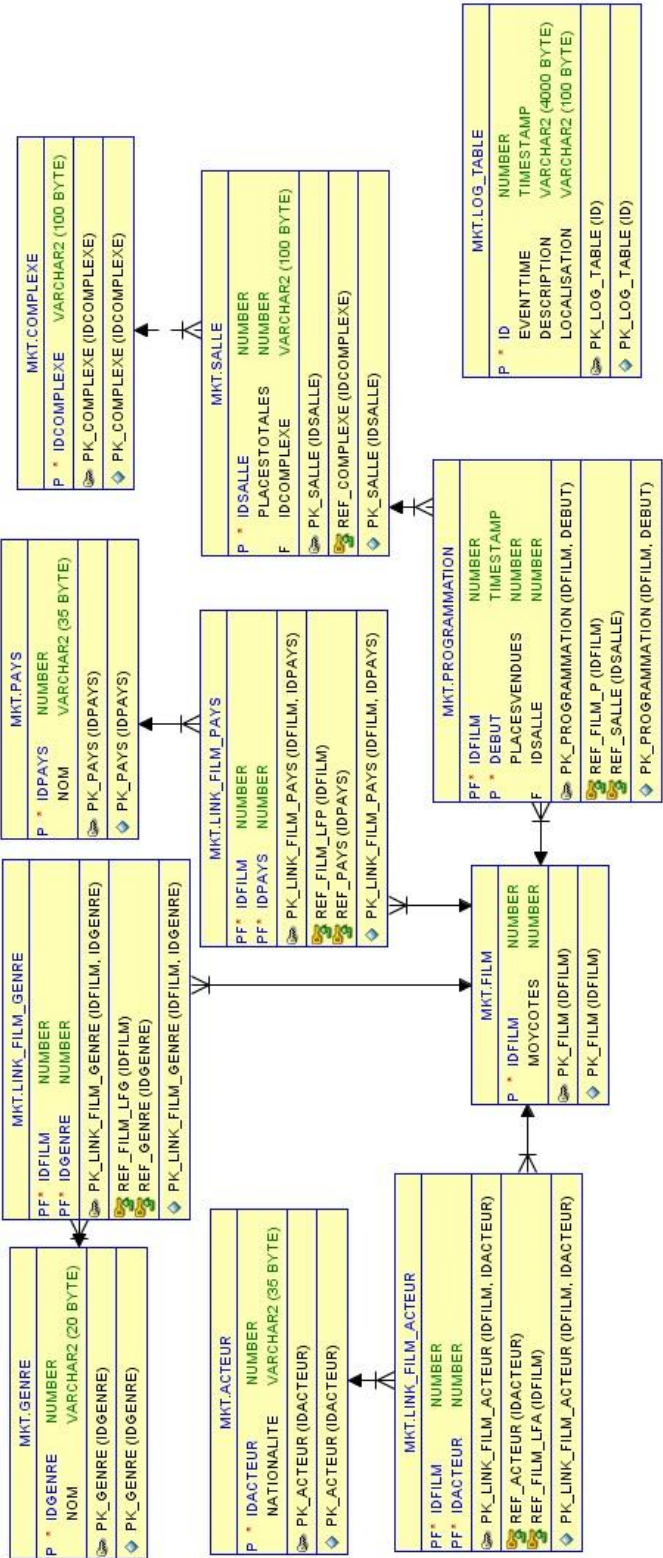 MKT.GENRE
P * IDGENRE NUMBER
NOM VARCHAR2 (20 BYTE)
PK_GENRE (IDGENRE)
PK_GENRE (IDGENRE)
MKT.LINK_FILM_GENRE
PF* IDFILM NUMBER
PF* IDGENRE NUMBER
PK_LINK_FILM_GENRE (IDFILM, IDGENRE)
REF_FILM_LFG (IDFILM)
REF_GENRE (IDGENRE)
PK_LINK_FILM_GENRE (IDFILM, IDGENRE)
MKT.PAYS
P * IDPAYS NUMBER
NOM VARCHAR2 (35 BYTE)
PK_PAYS (IDPAYS)
PK_PAYS (IDPAYS)
MKT.COMPLEXE
P * IDCOMPLEXE VARCHAR2 (100 BYTE)
PK_COMPLEXE (IDCOMPLEXE)
PK_COMPLEXE (IDCOMPLEXE)
MKT.ACTEUR
P * IDACTEUR NUMBER
NATIONALITE VARCHAR2 (35 BYTE)
PK_ACTEUR (IDACTEUR)
PK_ACTEUR (IDACTEUR)
MKT.LINK_FILM_PAYS
PF* IDFILM NUMBER
PF* IDPAYS NUMBER
PK_LINK_FILM_PAYS (IDFILM, IDPAYS)
REF_FILM_LFP (IDFILM)
REF_PAYS (IDPAYS)
PK_LINK_FILM_PAYS (IDFILM, IDPAYS)
MKT.SALLE
P * IDSALLE NUMBER
PLACESTOTALES NUMBER
F IDCOMPLEXE VARCHAR2 (100 BYTE)
PK_SALLE (IDSALLE)
REF_COMPLEXE (IDCOMPLEXE)
PK_SALLE (IDSALLE)
MKT.LINK_FILM_ACTEUR
PF* IDFILM NUMBER
PF* IDACTEUR NUMBER
PK_LINK_FILM_ACTEUR (IDFILM, IDACTEUR)
REF_ACTEUR (IDACTEUR)
REF_FILM_LFA (IDFILM)
PK_LINK_FILM_ACTEUR (IDFILM, IDACTEUR)
MKT.FILM
P * IDFILM NUMBER
MOYCOTES NUMBER
PK_FILM (IDFILM)
PK_FILM (IDFILM)
MKT.PROGRAMMATION
PF* IDFILM NUMBER
P * DEBUT TIMESTAMP
PLACESVENDUES NUMBER
F IDSALLE NUMBER
PK_PROGRAMMATION (IDFILM, DEBUT)
REF_FILM_P (IDFILM)
REF_SALLE (IDSALLE)
PK_PROGRAMMATION (IDFILM, DEBUT)
MKT.LOG_TABLE
P * ID NUMBER
EVENTTIME TIMESTAMP
DESCRIPTION VARCHAR2 (4000 BYTE)
LOCALISATION VARCHAR2 (100 BYTE)
PK_LOG_TABLE (ID)
PK_LOG_TABLE (ID)